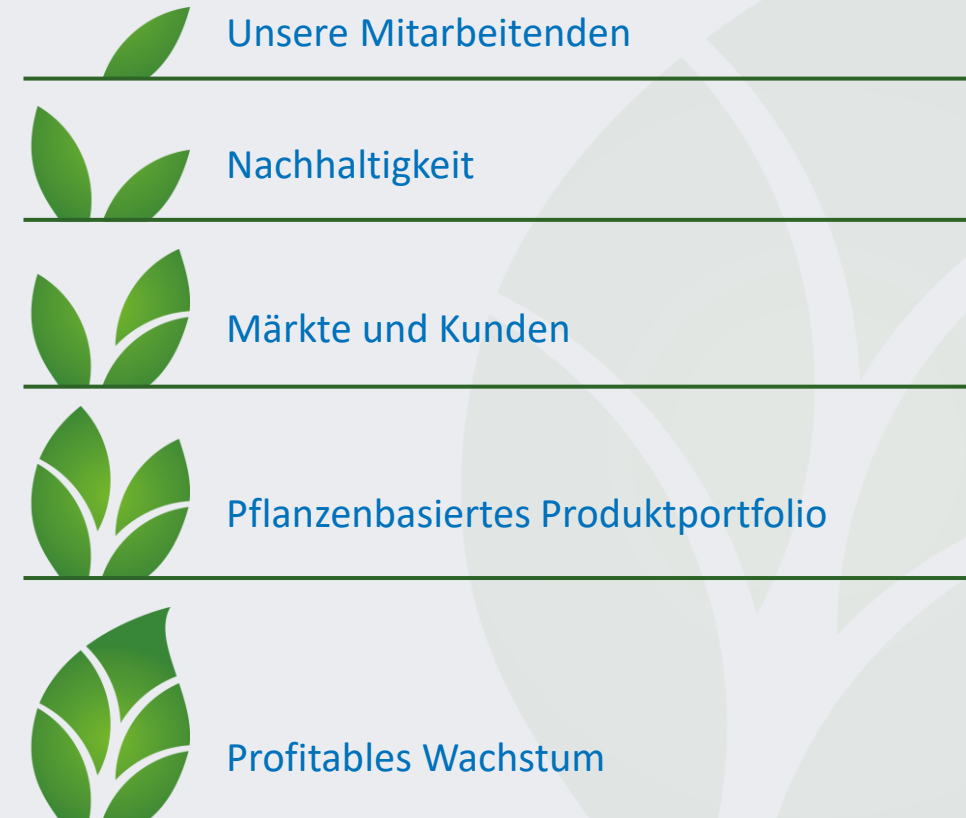 Unsere Mitarbeitenden
Nachhaltigkeit
Märkte und Kunden
Pflanzenbasiertes Produktportfolio
Profitables Wachstum